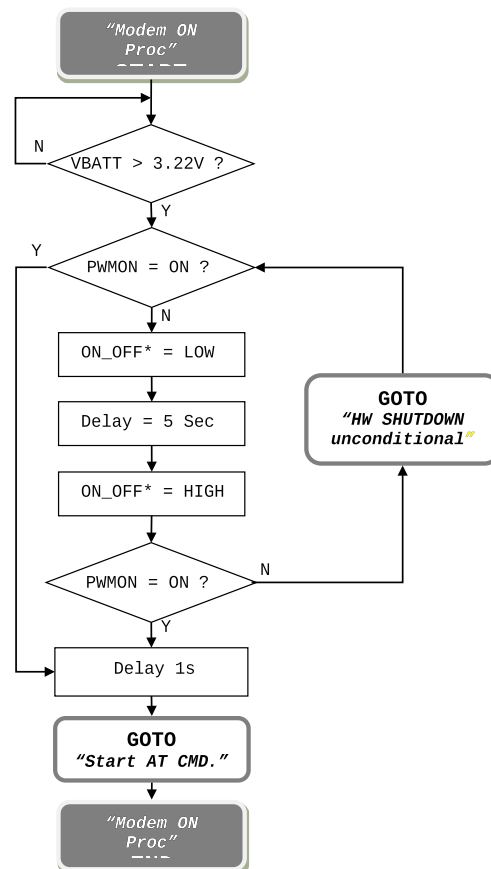 “Modem ON
Proc”
N
VBATT > 3.22V ?
Y
Y
PWMON = ON ?
N
ON_OFF* = LOW
GOTO
“HW SHUTDOWN
unconditional”
Delay = 5 Sec
ON_OFF* = HIGH
PWMON = ON ?
N
Y
Delay 1s
GOTO
“Start AT CMD.”
“Modem ON
Proc”